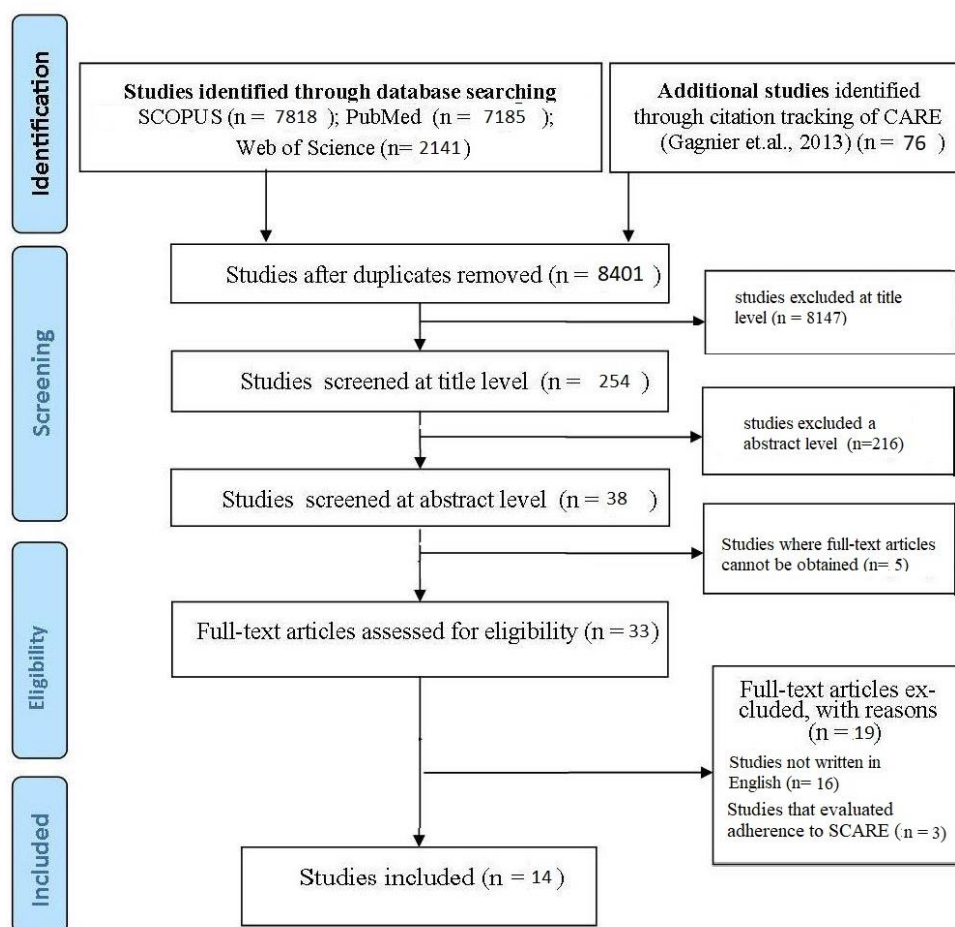 Identification
Studies identified through database searching
SCOPUS (n = 7818 ); PubMed (n = 7185 );
Web of Science (n= 2141)
Additional studies identified
through citation tracking of CARE
(Gagnier et.al., 2013) (n = 76 )
Screening
Studies after duplicates removed (n = 8401 )
studies excluded at title
level (n = 8147)
Studies screened at title level (n = 254 )
studies excluded a
abstract level (n=216)
Studies screened at abstract level (n = 38 )
Studies where full-text articles
cannot be obtained (n= 5)
Eligibility
Full-text articles assessed for eligibility (n = 33)
Full-text articles ex-
cluded, with reasons
(n = 19)
Studies not written in
English (n= 16)
Studies that evaluated
adherence to SCARE (n = 3)
Included
Studies included (n = 14 )